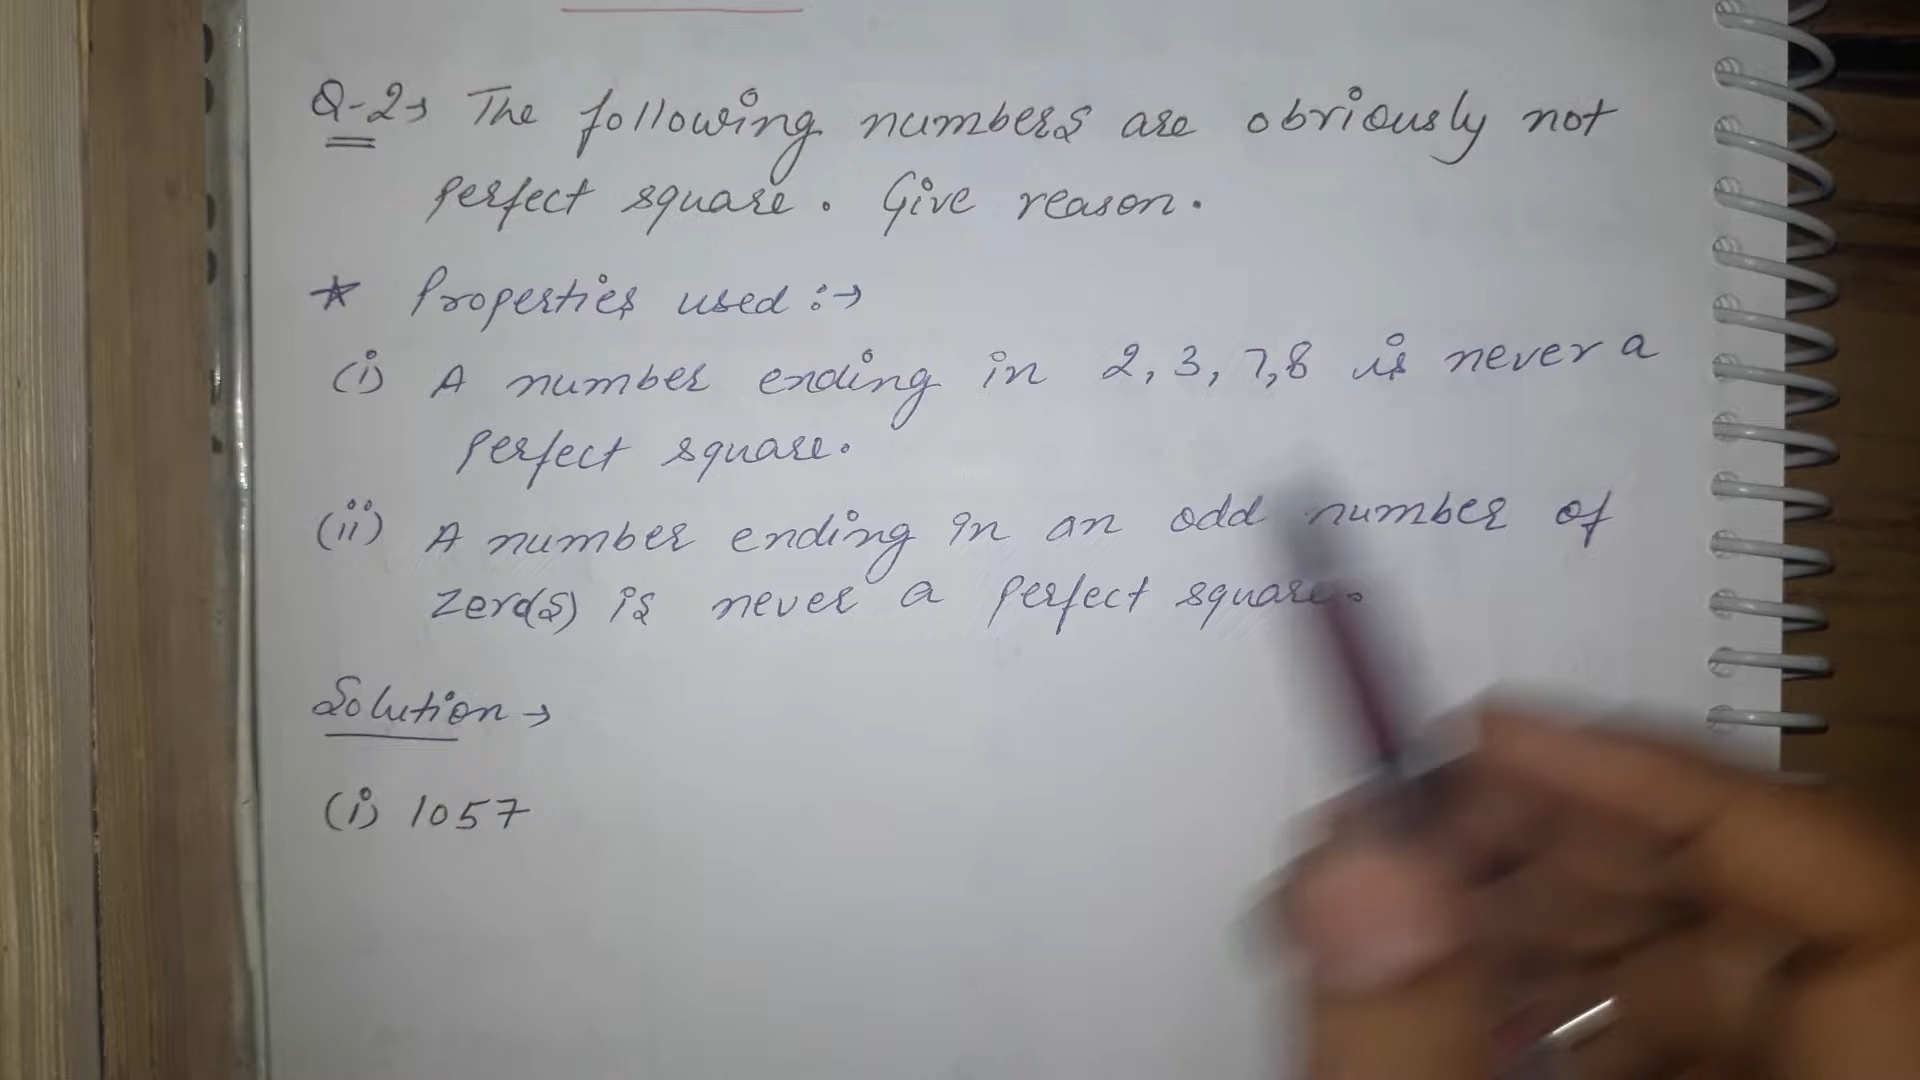 Q-2→ The following numbers are obviously not
perfect square. Give reason.
* Properties used :→
(i) A number ending in 2, 3, 7, 8 is never a
perfect square.
(ii) A number ending in an odd number of
zero(s) is never a perfect square.
Solution →
(i) 1057